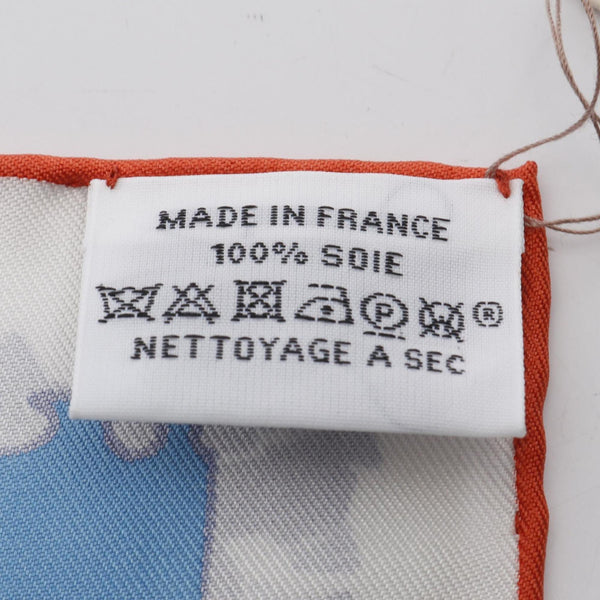 MADE IN FRANCE
100% SOIE
P ®
NETTOYAGE A SEC